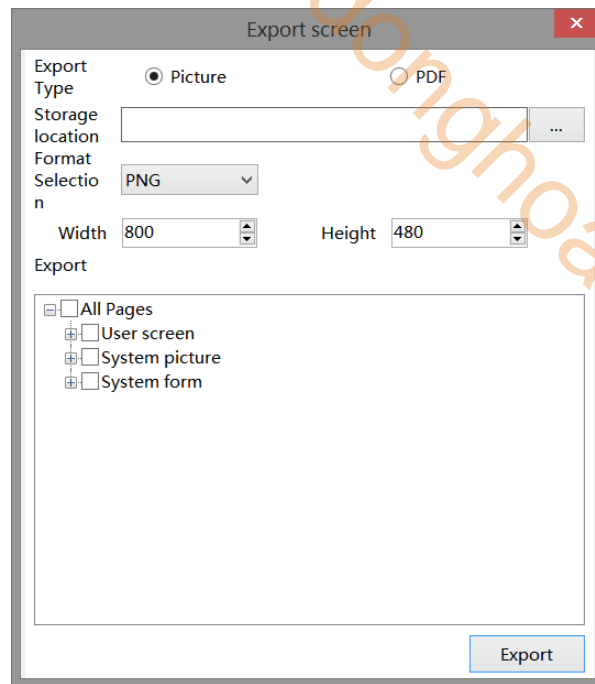 Export screen
Export
Type
Picture
PDF
Storage
location
...
Format
Selectio
n
PNG
Width 800 Height 480
Export
All Pages
User screen
System picture
System form
Export